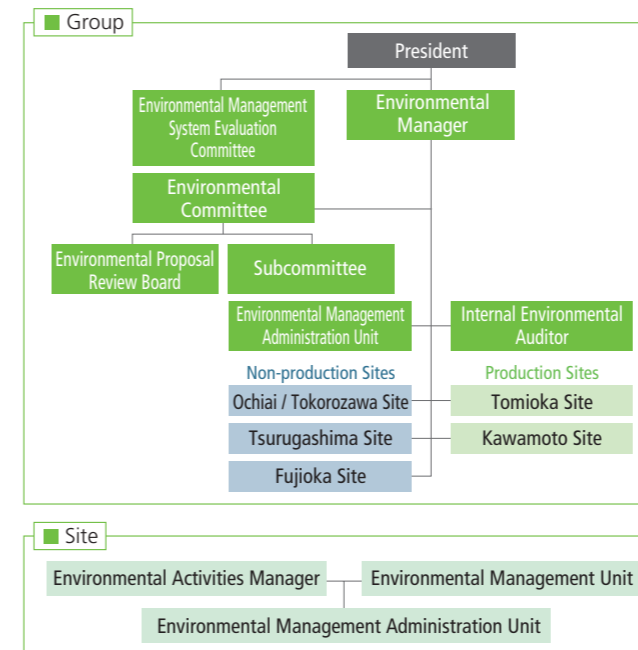 Group
President
Environmental Management
System Evaluation
Committee
Environmental
Manager
Environmental
Committee
Environmental Proposal
Review Board
Subcommittee
Environmental Management
Administration Unit
Internal Environmental
Auditor
Non-production Sites
Production Sites
Ochiai / Tokorozawa Site
Tomioka Site
Tsurugashima Site
Kawamoto Site
Fujioka Site
Site
Environmental Activities Manager
Environmental Management Unit
Environmental Management Administration Unit